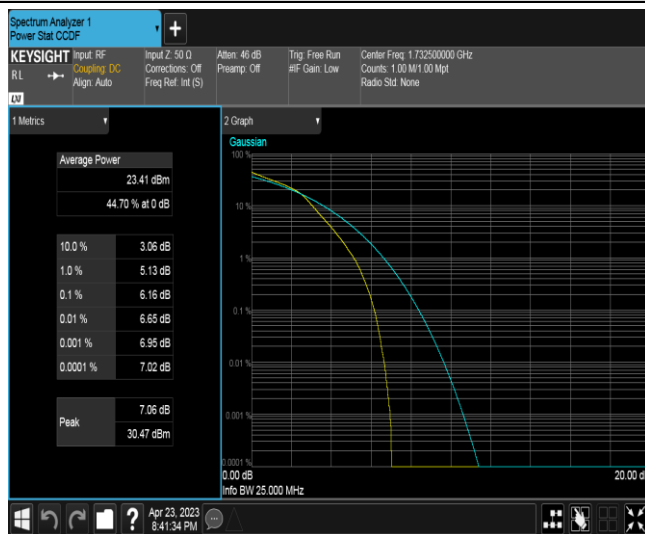 Spectrum Analyzer 1
Power Stat CCDF
+
KEYSIGHT
RL
LXI
Input: RF
Coupling: DC
Align: Auto
Input Z: 50 Ω
Corrections: Off
Freq Ref: Int (S)
Atten: 46 dB
Preamp: Off
Trig: Free Run
#IF Gain: Low
Center Freq: 1.732500000 GHz
Counts: 1.00 M/1.00 Mpt
Radio Std: None
1 Metrics
Average Power
23.41 dBm
44.70 % at 0 dB
10.0 % 3.06 dB
1.0 % 5.13 dB
0.1 % 6.16 dB
0.01 % 6.65 dB
0.001 % 6.95 dB
0.0001 % 7.02 dB
Peak
7.06 dB
30.47 dBm
2 Graph
Gaussian
100 %
10 %
1 %
0.1 %
0.01 %
0.001 %
0.0001 %
0.00 dB
20.00 d
Info BW 25.000 MHz
?
Apr 23, 2023
8:41:34 PM